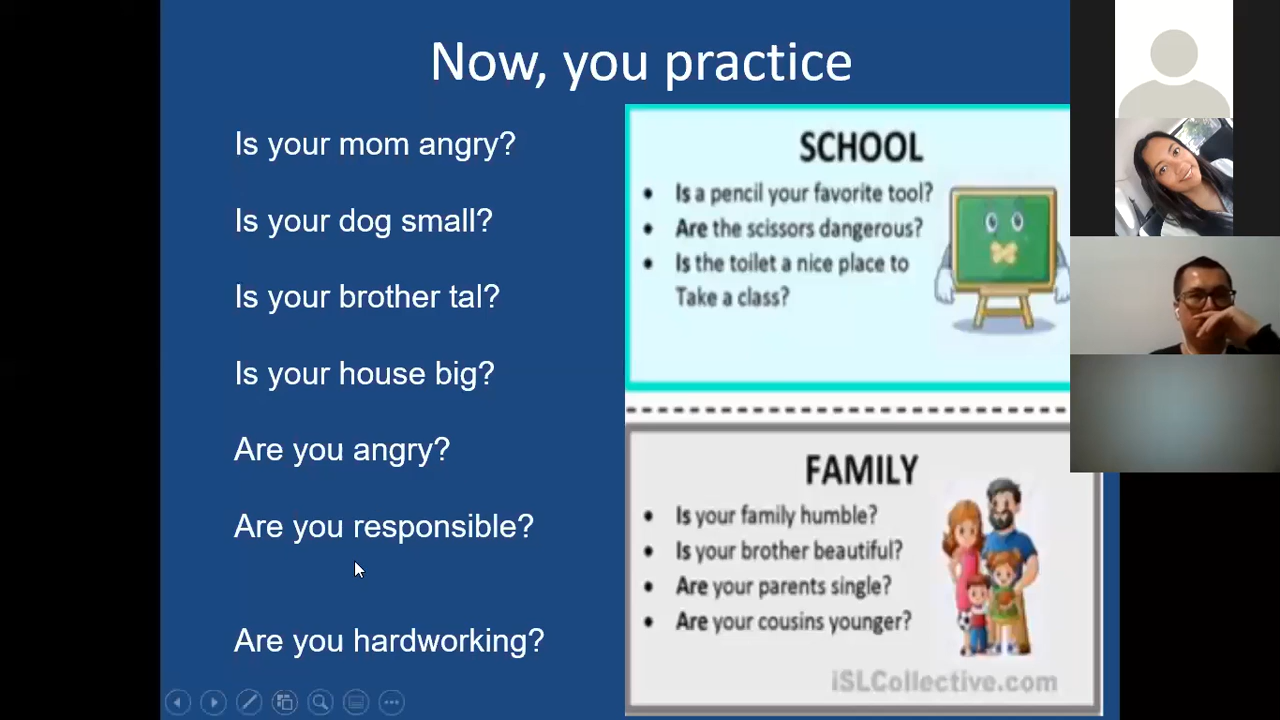 Now, you practice
Is your mom angry?
Is your dog small?
Is your brother tal?
Is your house big?
Are you angry?
Are you responsible?
Are you hardworking?
SCHOOL
Is a pencil your favorite tool?
Are the scissors dangerous?
Is the toilet a nice place to
Take a class?
FAMILY
Is your family humble?
Is your brother beautiful?
Are your parents single?
Are your cousins younger?
iSLCollective.com